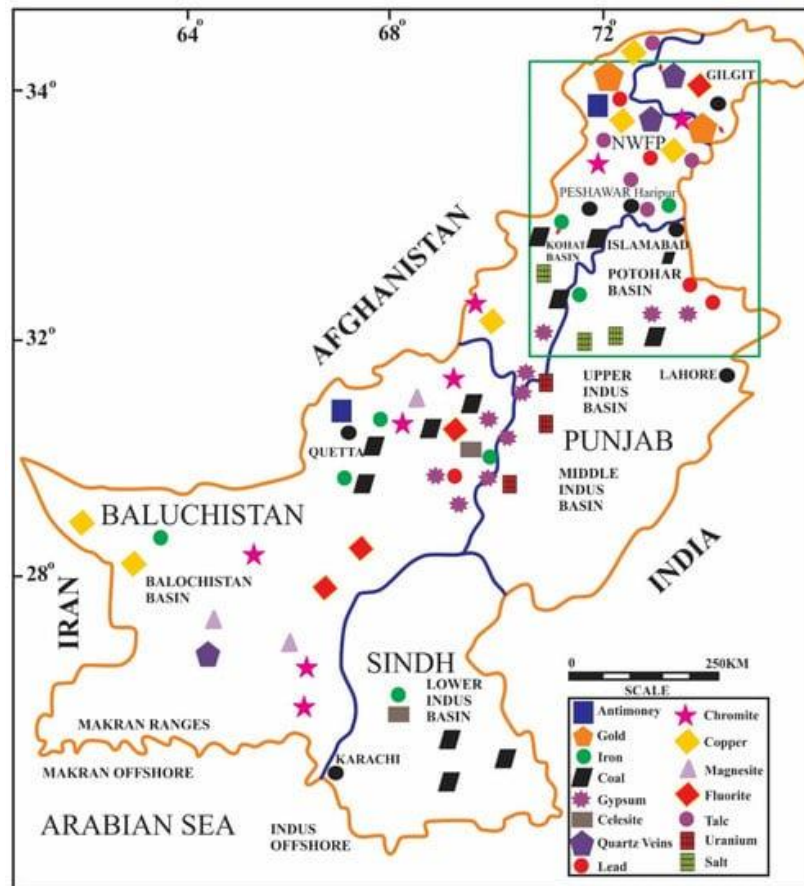 64°
68°
72°
34°
GILGIT
NWFP
PESHAWAR Haripur
AFGHANISTAN
KOHAT
BASIN
ISLAMABAD
POTOHAR
BASIN
32°
LAHORE
UPPER
INDUS
BASIN
PUNJAB
QUETTA
MIDDLE
INDUS
BASIN
BALUCHISTAN
28°
BALOCHISTAN
BASIN
IRAN
INDIA
SINDH
LOWER
INDUS
BASIN
MAKRAN RANGES
MAKRAN OFFSHORE
KARACHI
ARABIAN SEA
INDUS
OFFSHORE
0 250KM
SCALE
Antimoney
Gold
Iron
Coal
Gypsum
Celesite
Quartz Veins
Lead
Chromite
Copper
Magnesite
Fluorite
Talc
Uranium
Salt